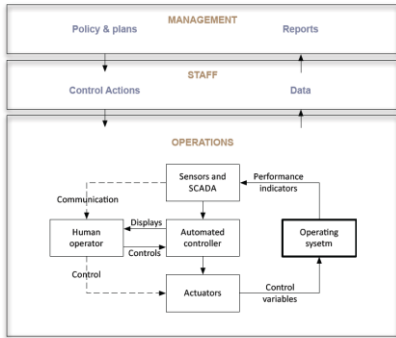 MANAGEMENT
Policy & plans
Reports
STAFF
Control Actions
Data
OPERATIONS
Sensors and
SCADA
Performance
indicators
Communication
Displays
Human
operator
Automated
controller
Operating
sysetm
Controls
Control
Actuators
Control
variables